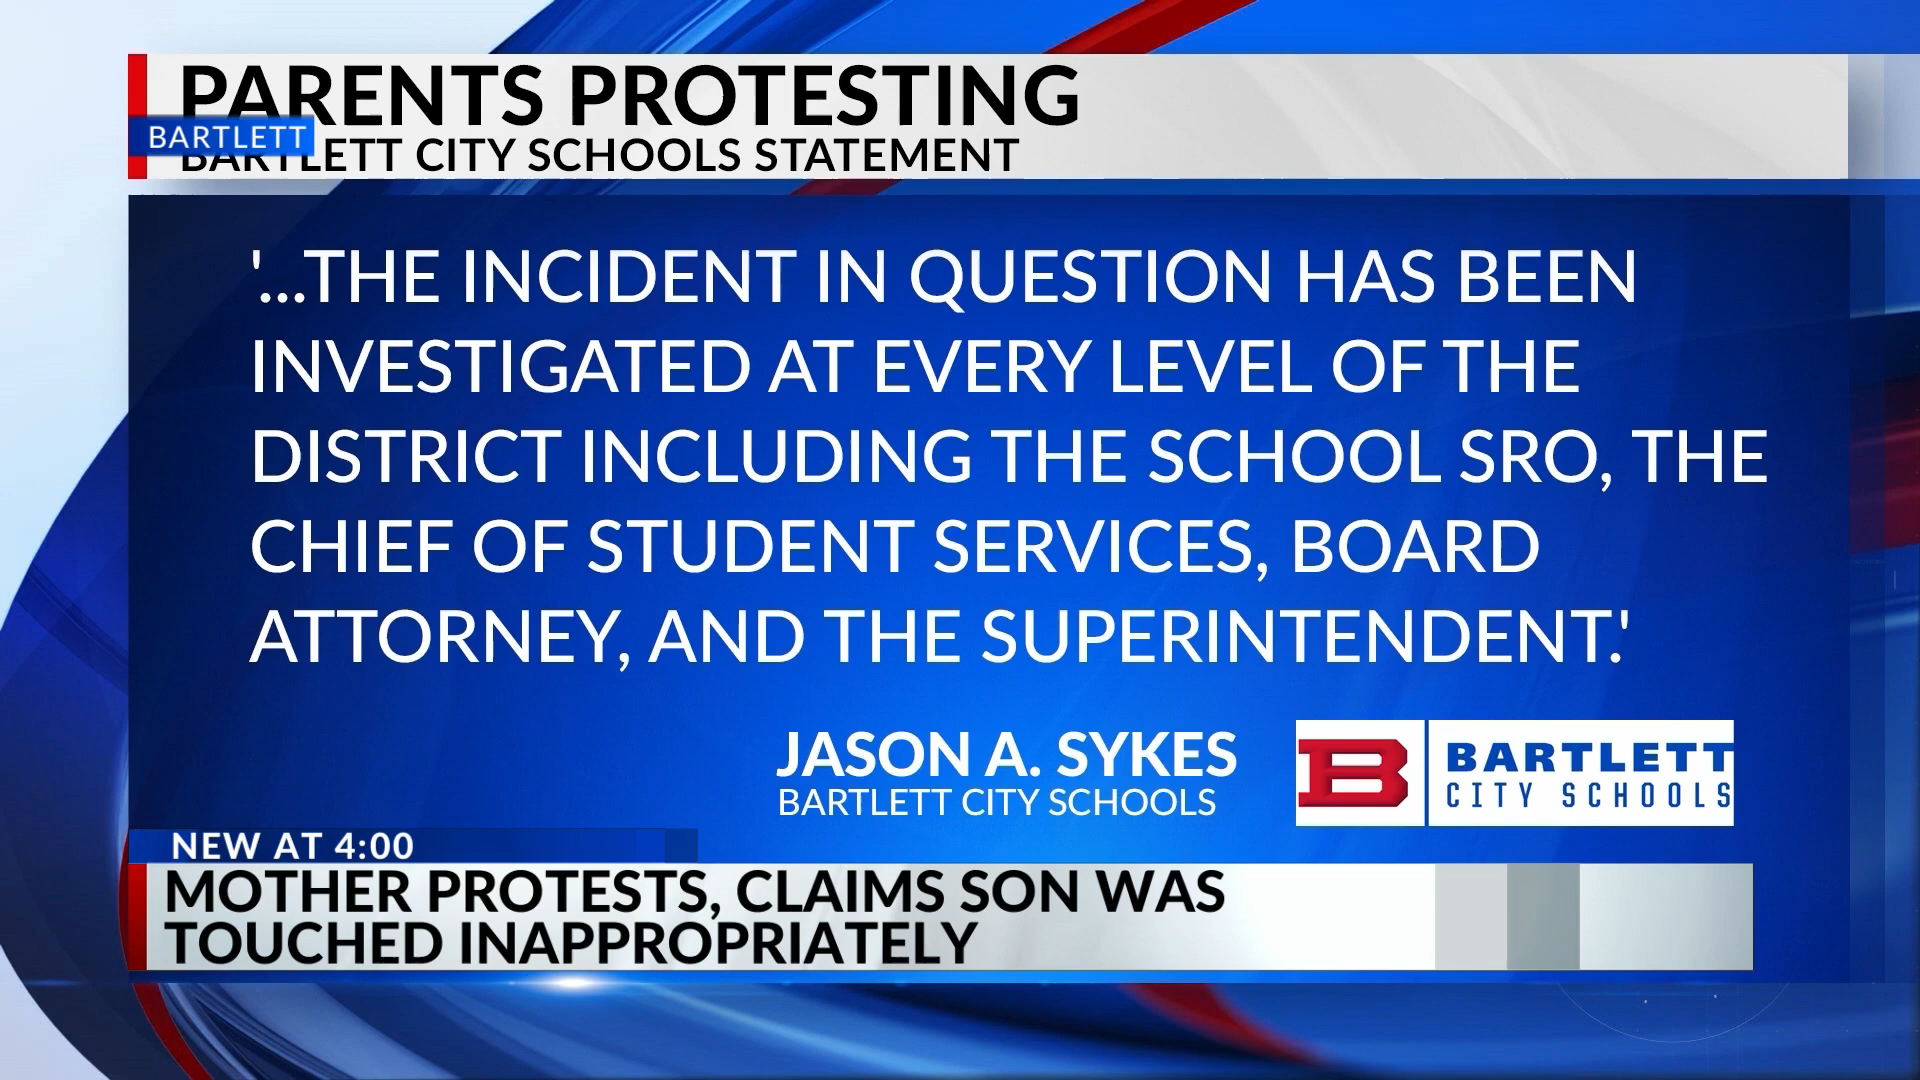 PARENTS PROTESTING
BARTLETT
BARTLETT CITY SCHOOLS STATEMENT
'...THE INCIDENT IN QUESTION HAS BEEN
INVESTIGATED AT EVERY LEVEL OF THE
DISTRICT INCLUDING THE SCHOOL SRO, THE
CHIEF OF STUDENT SERVICES, BOARD
ATTORNEY, AND THE SUPERINTENDENT.'
JASON A. SYKES
BARTLETT CITY SCHOOLS
B
BARTLETT
CITY SCHOOLS
NEW AT 4:00
MOTHER PROTESTS, CLAIMS SON WAS
TOUCHED INAPPROPRIATELY